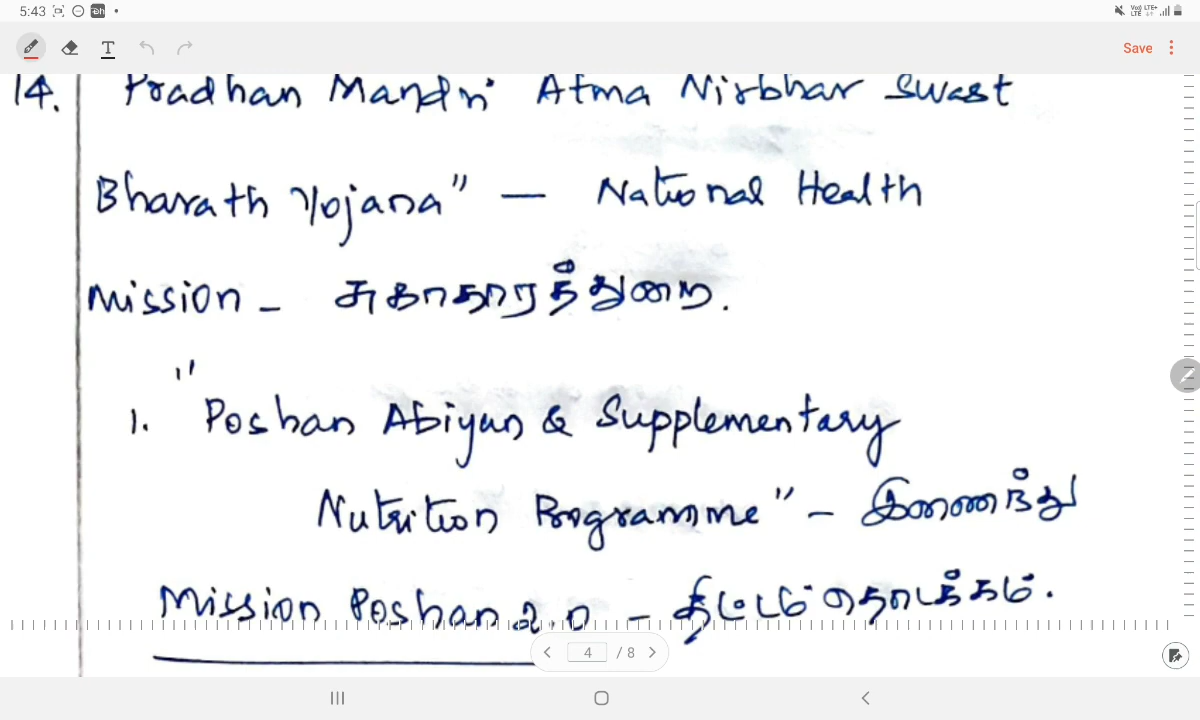 5:43
Save
14. Pradhan Mandri Atma Nirbhar Swast
Bharath Yojana" — National Health
Mission - சுகாதாரத்துறை.
1. "Poshan Abiyan & Supplementary
Nutrition Programme" - இணைந்து
Mission Poshan 2.0 - திட்டம் தொடக்கம்.
4 / 8